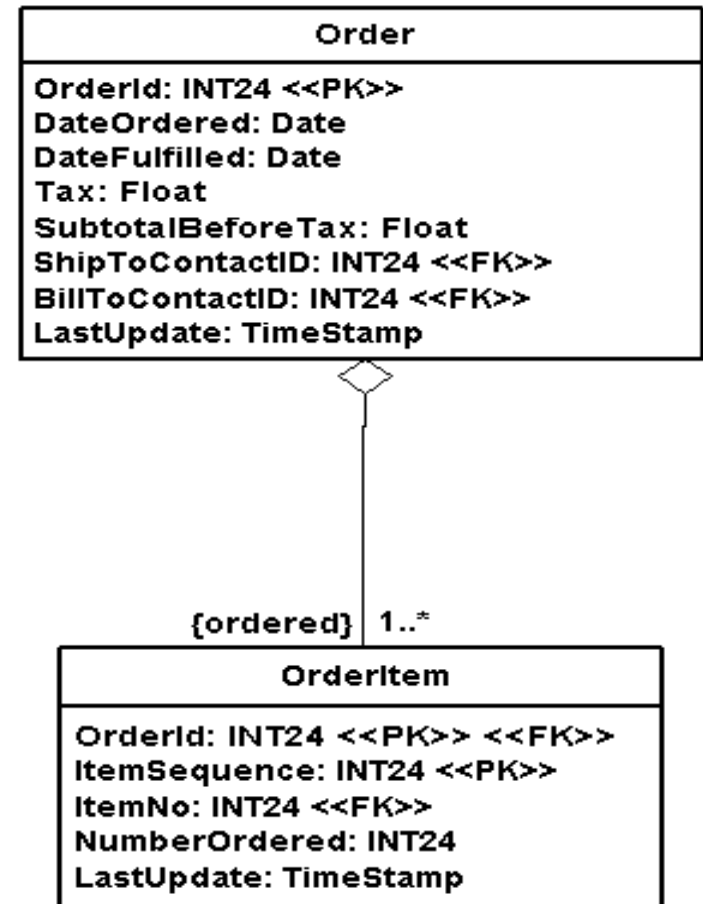 Order
OrderId: INT24 <<PK>>
DateOrdered: Date
DateFulfilled: Date
Tax: Float
SubtotalBeforeTax: Float
ShipToContactID: INT24 <<FK>>
BillToContactID: INT24 <<FK>>
LastUpdate: TimeStamp
{ordered} 1..*
OrderItem
OrderId: INT24 <<PK>> <<FK>>
ItemSequence: INT24 <<PK>>
ItemNo: INT24 <<FK>>
NumberOrdered: INT24
LastUpdate: TimeStamp